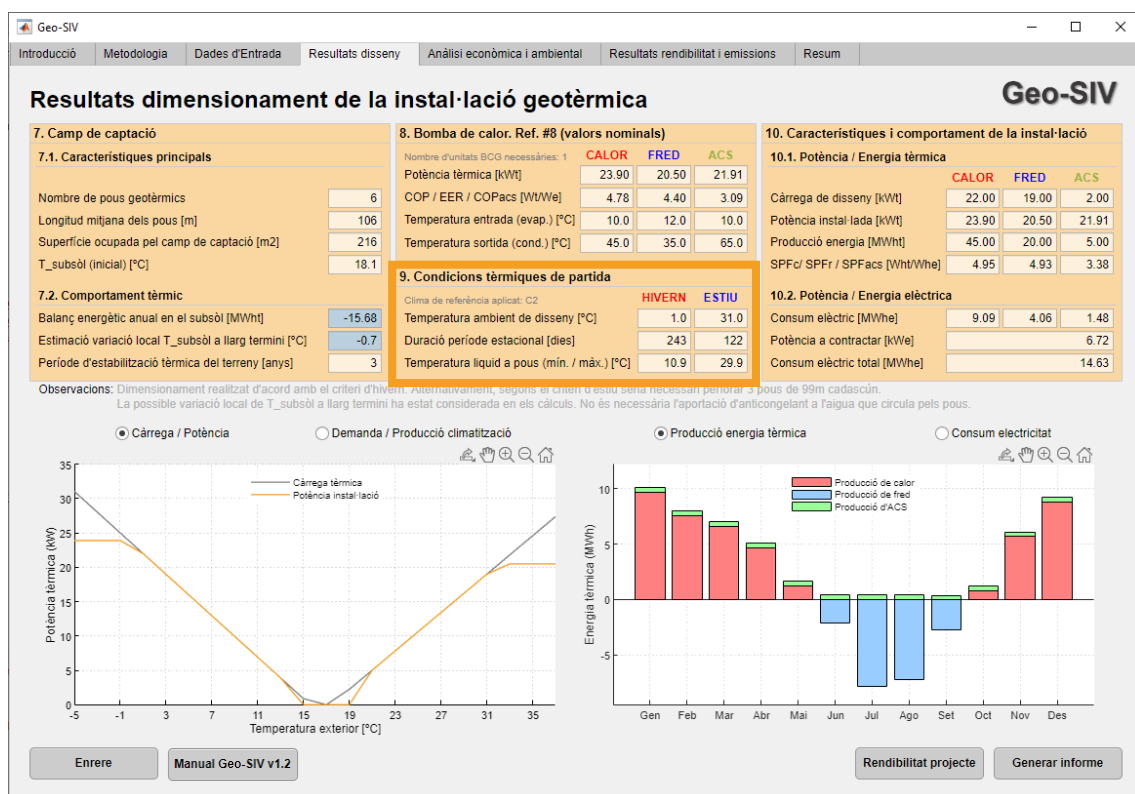 Geo-SIV
Introducció Metodologia Dades d'Entrada Resultats disseny Anàlisi econòmica i ambiental Resultats rendibilitat i emissions Resum
Resultats dimensionament de la instal·lació geotèrmica
Geo-SIV
7. Camp de captació
7.1. Característiques principals
Nombre de pous geotèrmics 6
Longitud mitjana dels pous [m] 106
Superfície ocupada pel camp de captació [m2] 216
T_subsòl (inicial) [ºC] 18.1
7.2. Comportament tèrmic
Balanç energètic anual en el subsòl [MWht] -15.68
Estimació variació local T_subsòl a llarg termini [ºC] -0.7
Període d'estabilització tèrmica del terreny [anys] 3
8. Bomba de calor. Ref. #8 (valors nominals)
Nombre d'unitats BCG necessàries: 1 CALOR FRED ACS
Potència tèrmica [kWt] 23.90 20.50 21.91
COP / EER / COPacs [Wt/We] 4.78 4.40 3.09
Temperatura entrada (evap.) [ºC] 10.0 12.0 10.0
Temperatura sortida (cond.) [ºC] 45.0 35.0 65.0
9. Condicions tèrmiques de partida
Clima de referència aplicat: C2 HIVERN ESTIU
Temperatura ambient de disseny [ºC] 1.0 31.0
Duració període estacional [dies] 243 122
Temperatura liquid a pous (mín. / máx.) [ºC] 10.9 29.9
10. Característiques i comportament de la instal·lació
10.1. Potència / Energia tèrmica
CALOR FRED ACS
Càrrega de disseny [kWt] 22.00 19.00 2.00
Potència instal·lada [kWt] 23.90 20.50 21.91
Producció energia [MWht] 45.00 20.00 5.00
SPFc/ SPFr / SPFacs [Wht/Whe] 4.95 4.93 3.38
10.2. Potència / Energia elèctrica
Consum elèctric [MWhe] 9.09 4.06 1.48
Potència a contractar [kWe] 6.72
Consum elèctric total [MWhe] 14.63
Observacions: Dimensionament realitzat d'acord amb el criteri d'hivern. Alternativament, segons el criteri d'estiu seria necessari perforar 3 pous de 99m cadascún.
La possible variació local de T_subsòl a llarg termini ha estat considerada en els càlculs. No és necessària l'aportació d'anticongelant a l'aigua que circula pels pous.
Càrrega / Potència Demanda / Producció climatització
Càrrega tèrmica
Potència instal·lació
35
30
25
20
15
10
5
0
Potència tèrmica (kW)
-5 -1 3 7 11 15 19 23 27 31 35
Temperatura exterior [ºC]
Producció energia tèrmica Consum electricitat
Producció de calor
Producció de fred
Producció d'ACS
10
5
0
-5
Energia tèrmica (MWh)
Gen Feb Mar Abr Mai Jun Jul Ago Set Oct Nov Des
Enrere Manual Geo-SIV v1.2 Rendibilitat projecte Generar informe